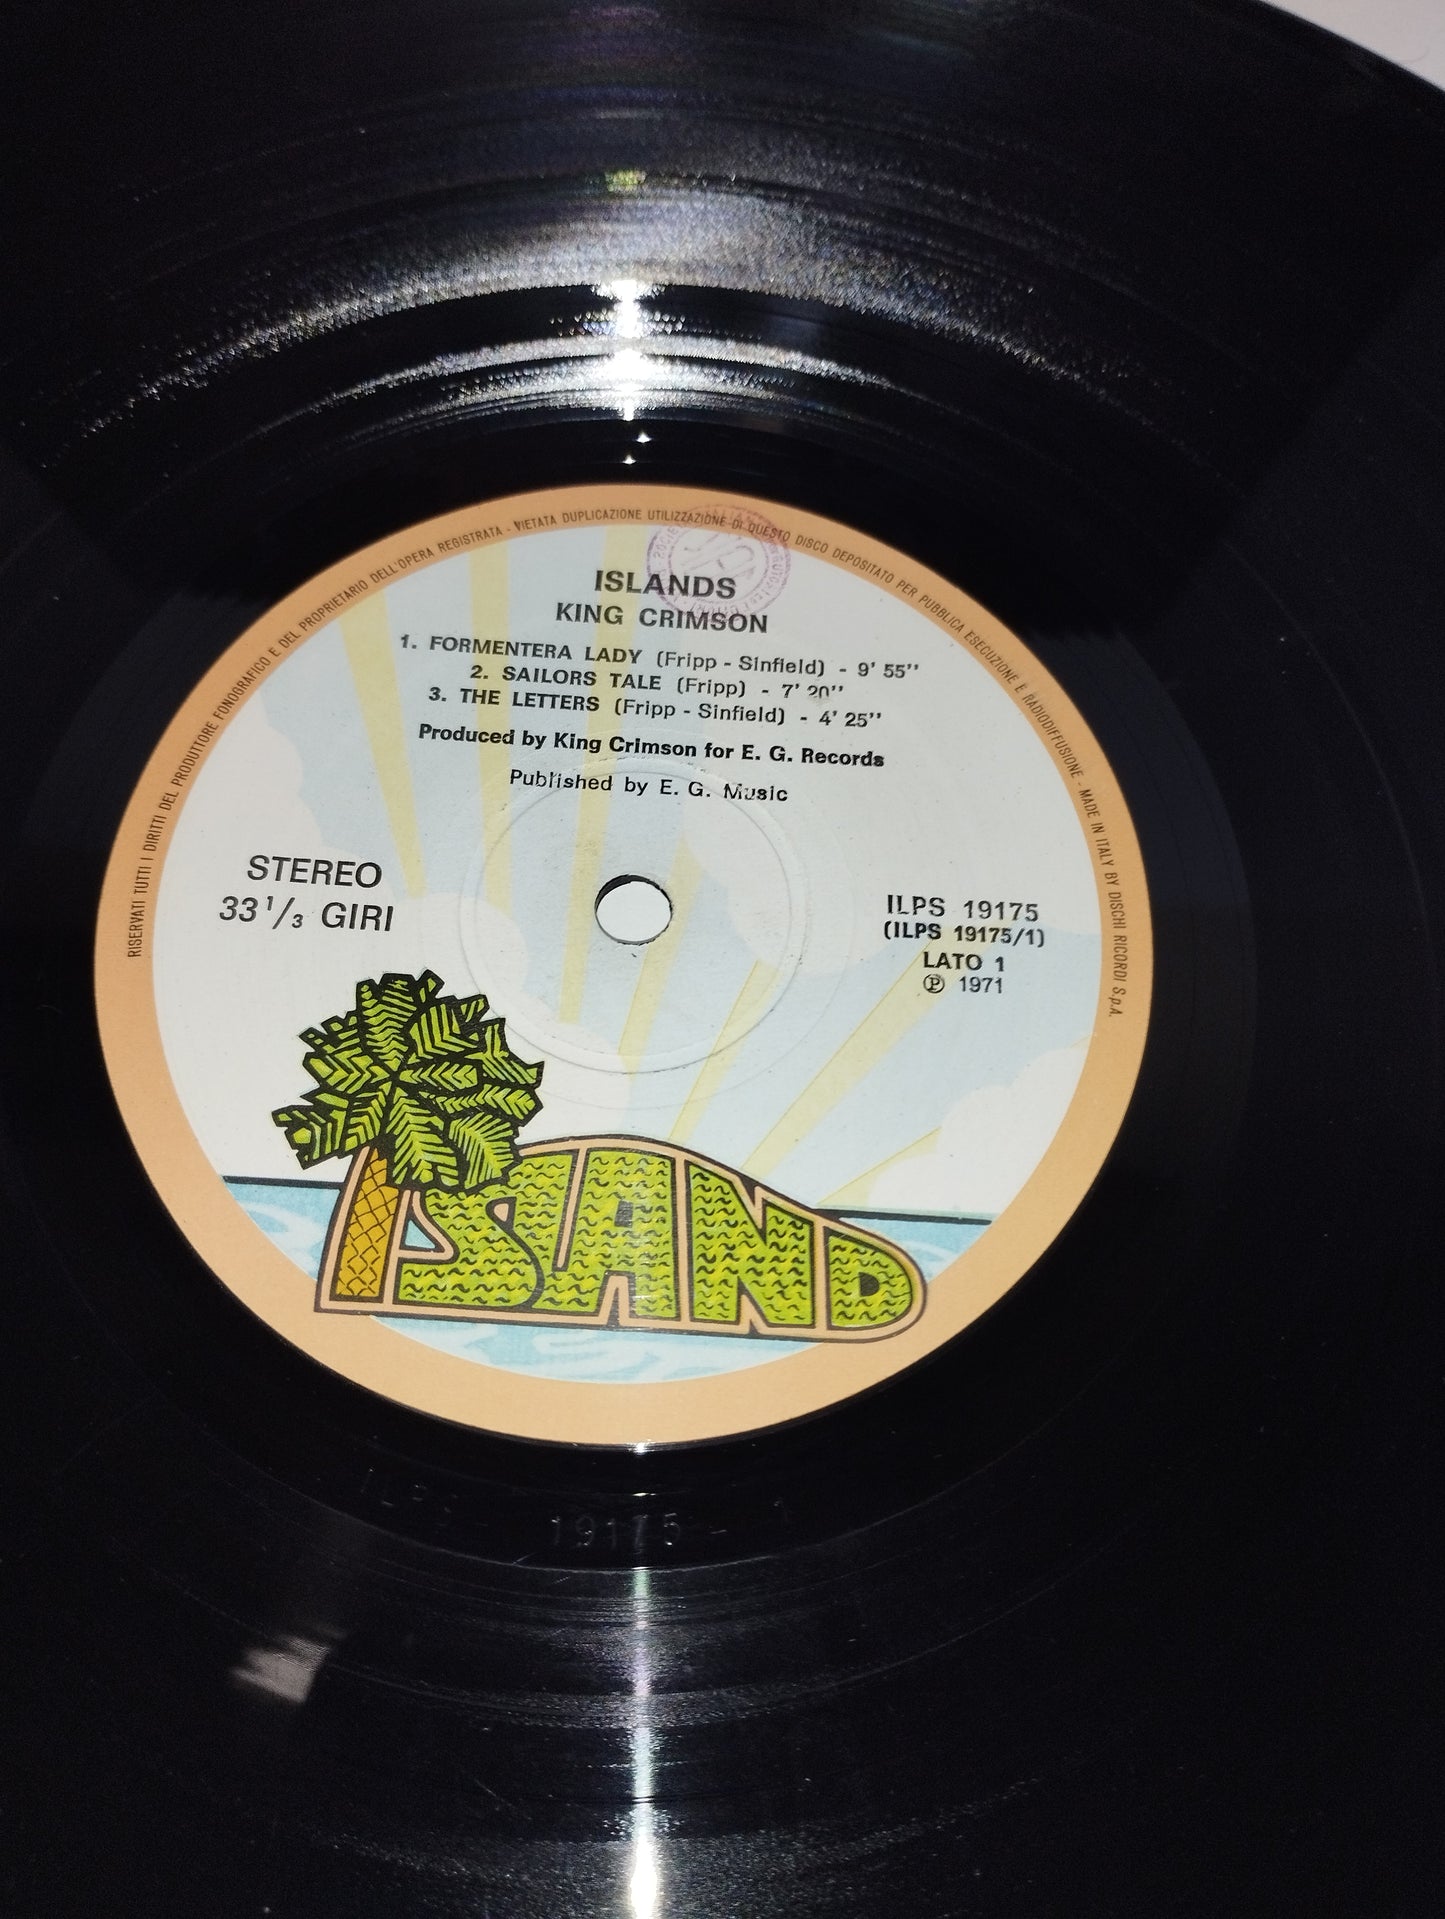 RISERVATI TUTTI I DIRITTI DEL PRODUTTORE FONOGRAFICO E DEL PROPRIETARIO DELL'OPERA REGISTRATA - VIETATA DUPLICAZIONE UTILIZZAZIONE DI QUESTO DISCO DEPOSITATO PER PUBBLICA ESECUZIONE E RADIODIFFUSIONE - MADE IN ITALY BY DISCHI RICORDI S.p.A.
ISLANDS
KING CRIMSON
1. FORMENTERA LADY (Fripp - Sinfield) - 9' 55''
2. SAILORS TALE (Fripp) - 7' 20''
3. THE LETTERS (Fripp - Sinfield) - 4' 25''
Produced by King Crimson for E. G. Records
Published by E. G. Music
STEREO
33 1/3 GIRI
ILPS 19175
(ILPS 19175/1)
LATO 1
Ⓟ 1971
ISLAND
ILPS 19175 - 1